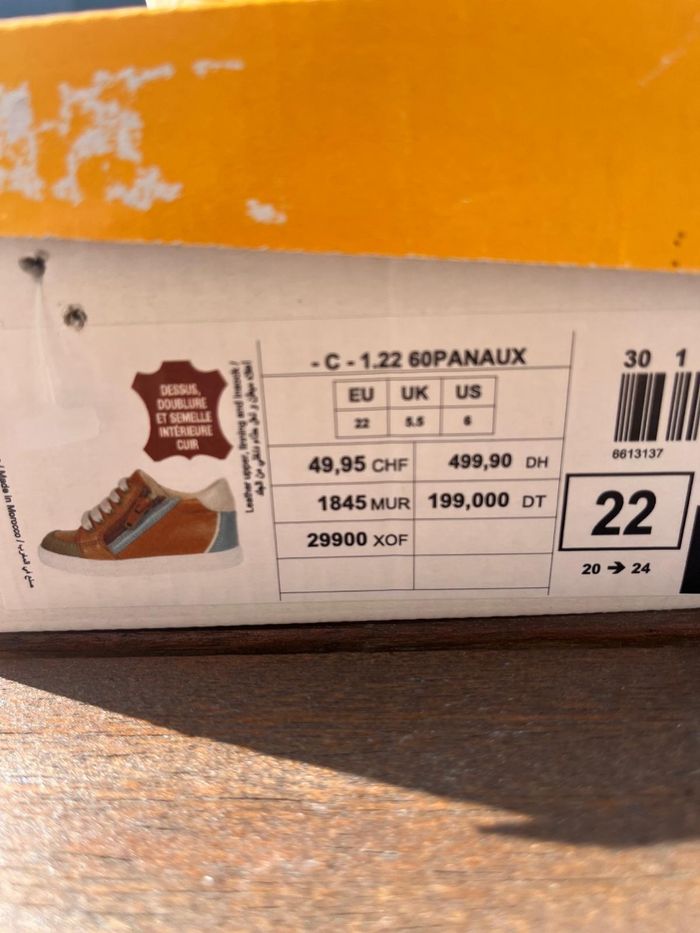 - C - 1.22 60PANAUX
30 1
EU UK US
22 5.5 6
DESSUS,
DOUBLURE
ET SEMELLE
INTÉRIEURE
CUIR
Leather upper, lining and insole /
49,95 CHF 499,90 DH
6613137
1845 MUR 199,000 DT
22
29900 XOF
20 ➔ 24
/ Made in Morocco /